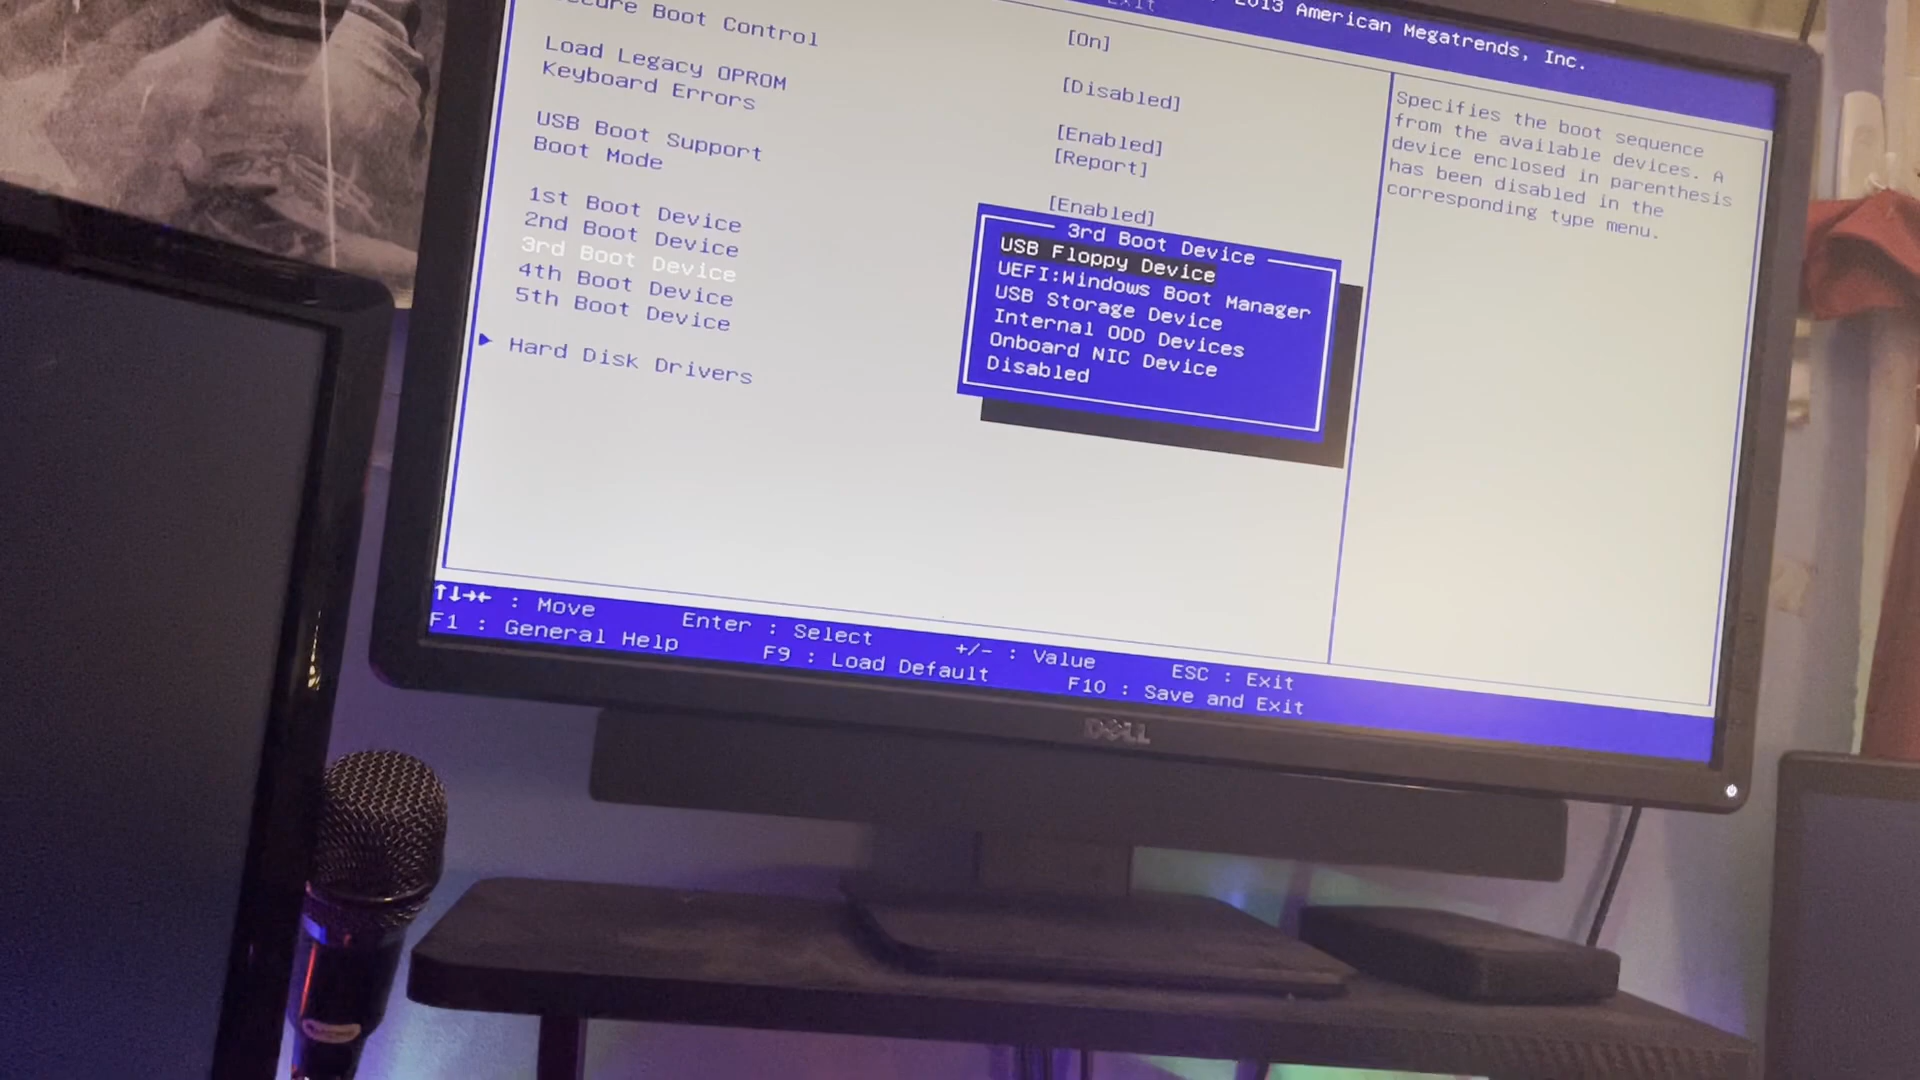 Exit
2013 American Megatrends, Inc.
Secure Boot Control [On]
Load Legacy OPROM [Disabled]
Keyboard Errors [Enabled]
USB Boot Support [Report]
Boot Mode [Enabled]
1st Boot Device
2nd Boot Device
3rd Boot Device
4th Boot Device
5th Boot Device
Hard Disk Drivers
3rd Boot Device
USB Floppy Device
UEFI:Windows Boot Manager
USB Storage Device
Internal ODD Devices
Onboard NIC Device
Disabled
Specifies the boot sequence
from the available devices. A
device enclosed in parenthesis
has been disabled in the
corresponding type menu.
↑↓→← : Move Enter : Select +/- : Value ESC : Exit
F1 : General Help F9 : Load Default F10 : Save and Exit
DELL